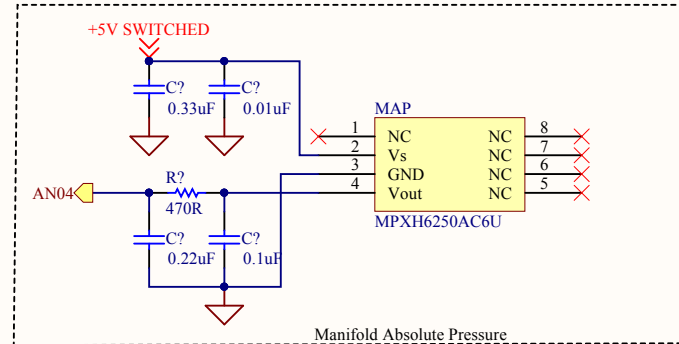 +5V SWITCHED
C?
C?
0.33uF
0.01uF
MAP
1
NC
NC
8
2
Vs
NC
7
3
GND
NC
6
4
Vout
NC
5
MPXH6250AC6U
R?
AN04
470R
C?
C?
0.22uF
0.1uF
Manifold Absolute Pressure